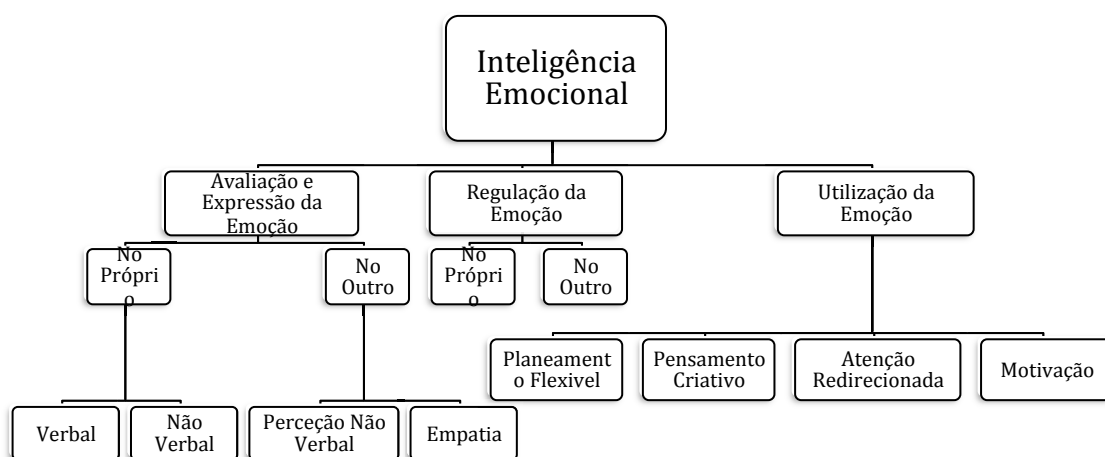 Inteligência
Emocional
Avaliação e
Expressão da
Emoção
Regulação da
Emoção
Utilização da
Emoção
No
Própri
o
No
Outro
No
Própri
o
No
Outro
Planeament
o Flexivel
Pensamento
Criativo
Atenção
Redirecionada
Motivação
Verbal
Não
Verbal
Perceção Não
Verbal
Empatia